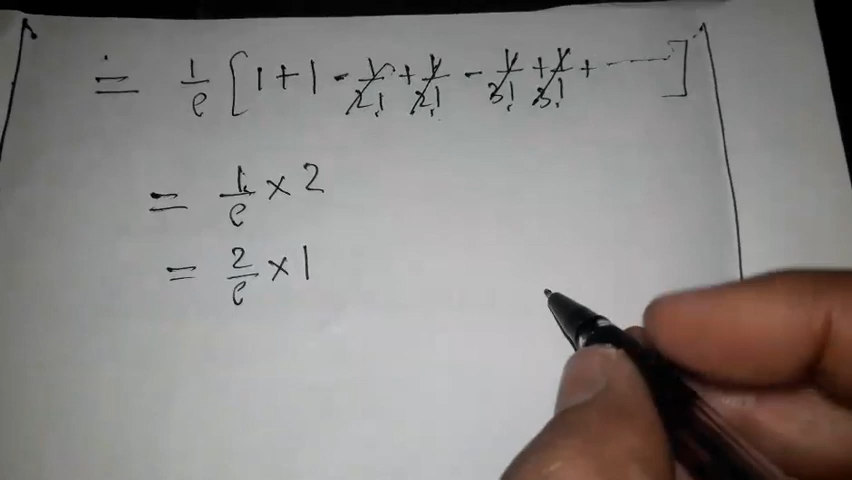 = 1/e [1 + 1 - 1/2! + 1/2! - 1/3! + 1/3! + ------]
= 1/e × 2
= 2/e × 1